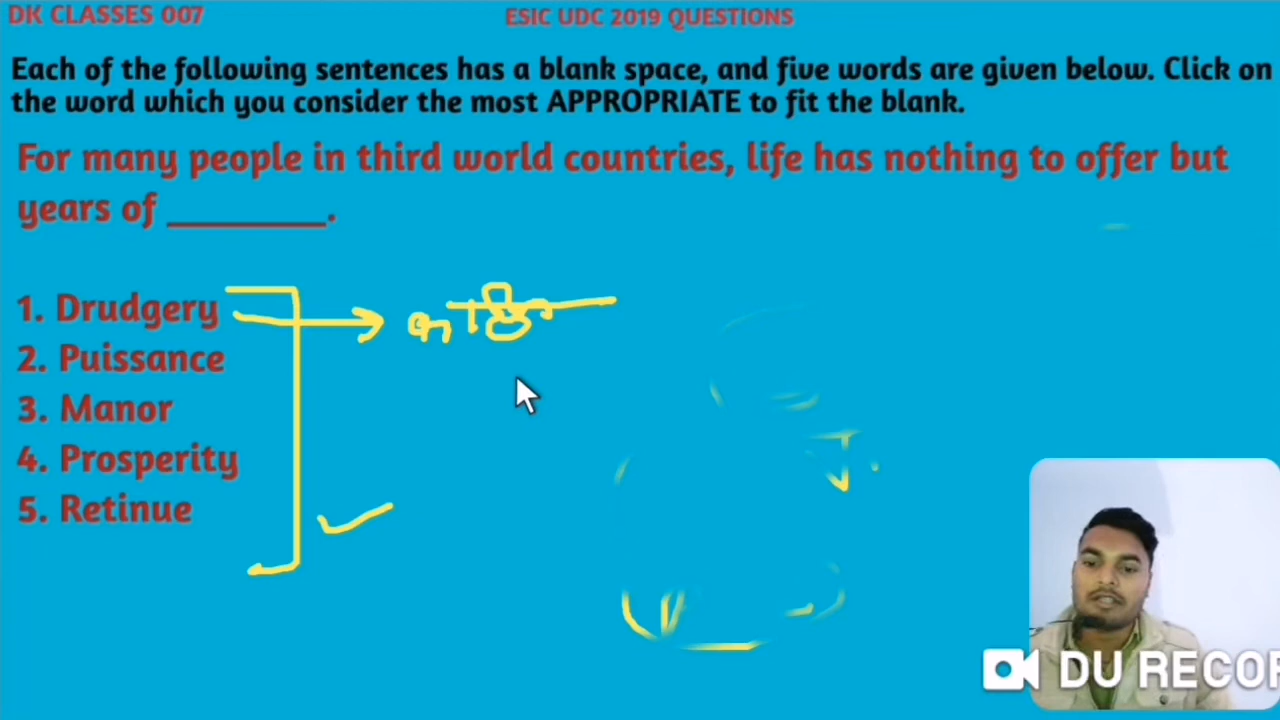 DK CLASSES 007
ESIC UDC 2019 QUESTIONS
Each of the following sentences has a blank space, and five words are given below. Click on
the word which you consider the most APPROPRIATE to fit the blank.
For many people in third world countries, life has nothing to offer but
years of ________.
1. Drudgery
2. Puissance
3. Manor
4. Prosperity
5. Retinue
DU RECOR